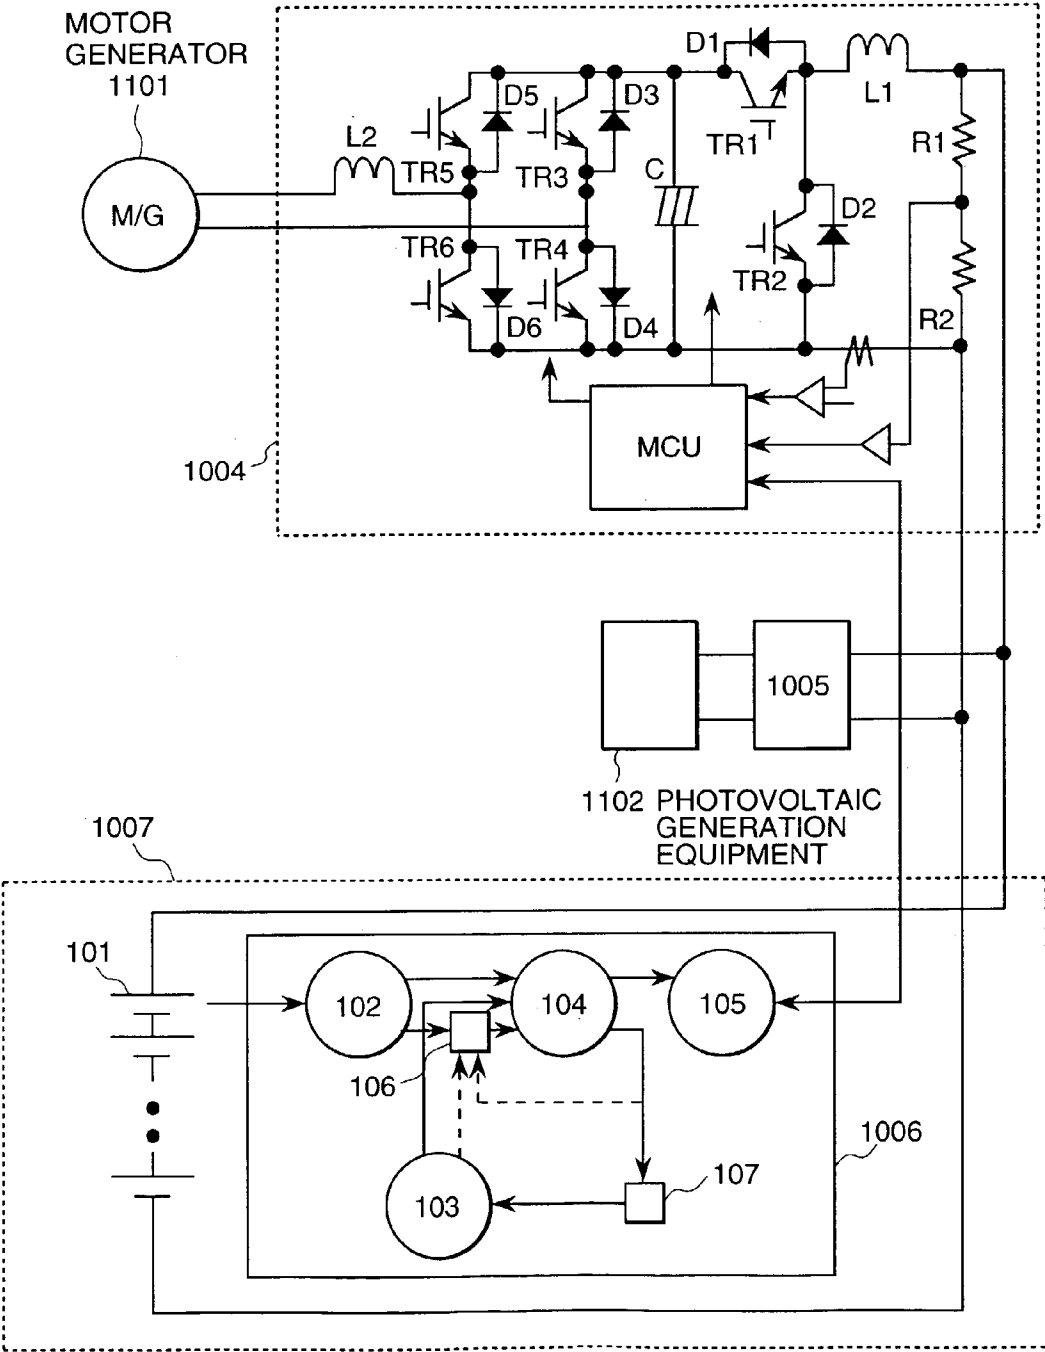 MOTOR
GENERATOR
1101
M/G
L2
TR5
D5
TR3
D3
C
D1
TR1
L1
R1
D2
TR2
R2
TR6
D6
TR4
D4
MCU
1004
1005
1102 PHOTOVOLTAIC
GENERATION
EQUIPMENT
1007
101
102
104
105
106
1006
107
103